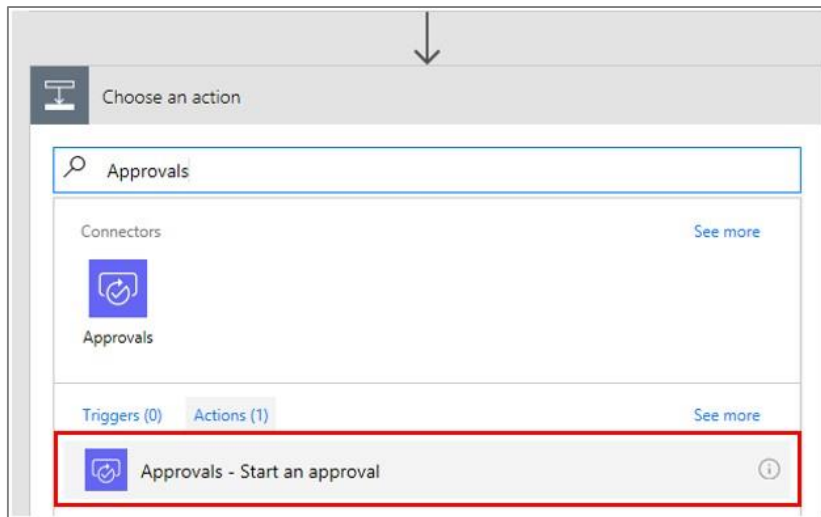 Choose an action
Approvals
Connectors See more
Approvals
Triggers (0) Actions (1) See more
Approvals - Start an approval